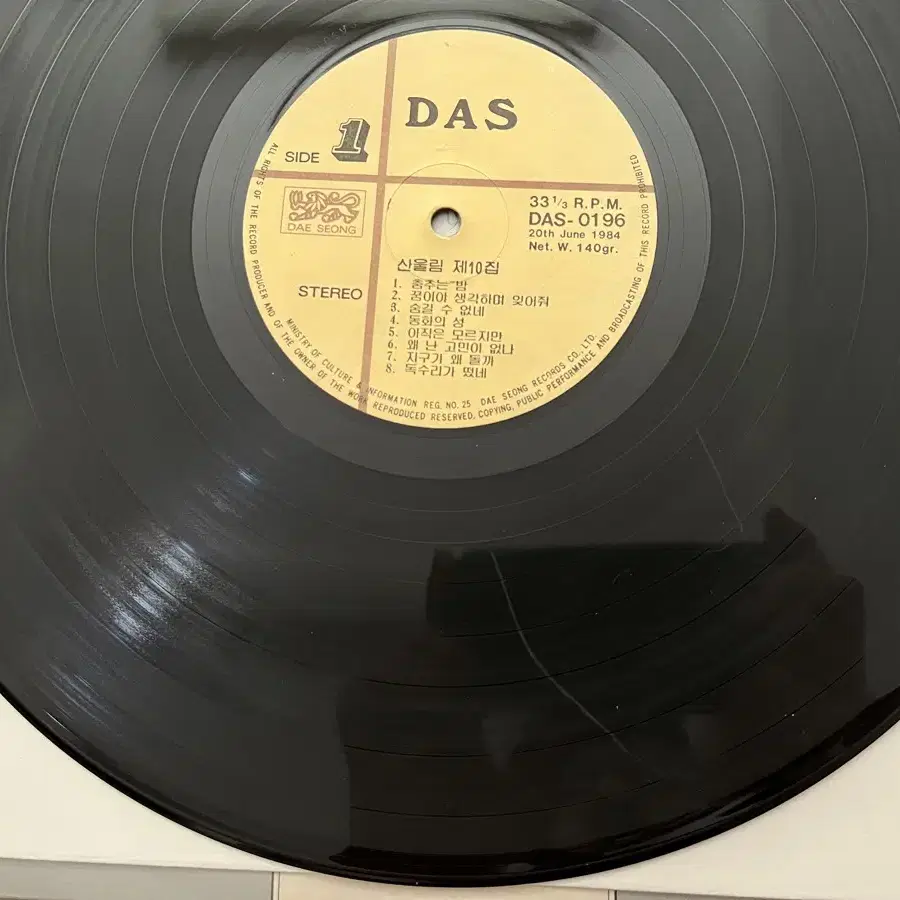 DAS
SIDE 1
DAE SEONG
33 1/3 R.P.M.
DAS-0196
20th June 1984
Net. W. 140gr.
STEREO
산울림 제10집
1. 춤추는 밤
2. 꿈이야 생각하며 잊어줘
3. 숨길 수 없네
4. 동화의 성
5. 아직은 모르지만
6. 왜 난 고민이 없나
7. 지구가 왜 돌까
8. 독수리가 떴네
ALL RIGHTS OF THE RECORD PRODUCER AND OF THE OWNER OF THE WORK REPRODUCED RESERVED. COPYING, PUBLIC PERFORMANCE AND BROADCASTING OF THIS RECORD PROHIBITED
MINISTRY OF CULTURE & INFORMATION REG. NO. 25 DAE SEONG RECORDS CO., LTD.